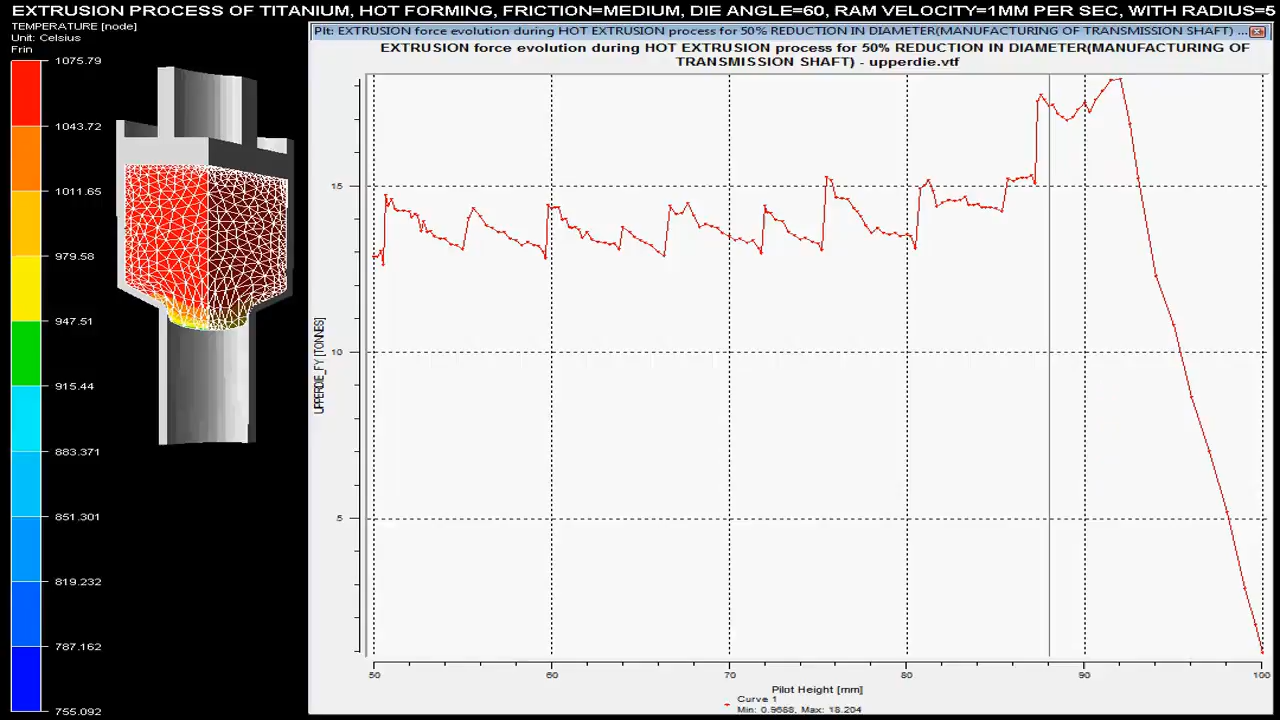 EXTRUSION PROCESS OF TITANIUM, HOT FORMING, FRICTION=MEDIUM, DIE ANGLE=60, RAM VELOCITY=1MM PER SEC, WITH RADIUS=5
TEMPERATURE [node]
Unit: Celsius
Frin
1075.79
1043.72
1011.65
979.58
947.51
915.44
883.371
851.301
819.232
787.162
755.092
Plt: EXTRUSION force evolution during HOT EXTRUSION process for 50% REDUCTION IN DIAMETER(MANUFACTURING OF TRANSMISSION SHAFT) ...
EXTRUSION force evolution during HOT EXTRUSION process for 50% REDUCTION IN DIAMETER(MANUFACTURING OF
TRANSMISSION SHAFT) - upperdie.vtf
UPPERDIE_FY [TONNES]
15
10
5
50 60 70 80 90 100
Pilot Height [mm]
Curve 1
Min: 0.9688, Max: 18.204